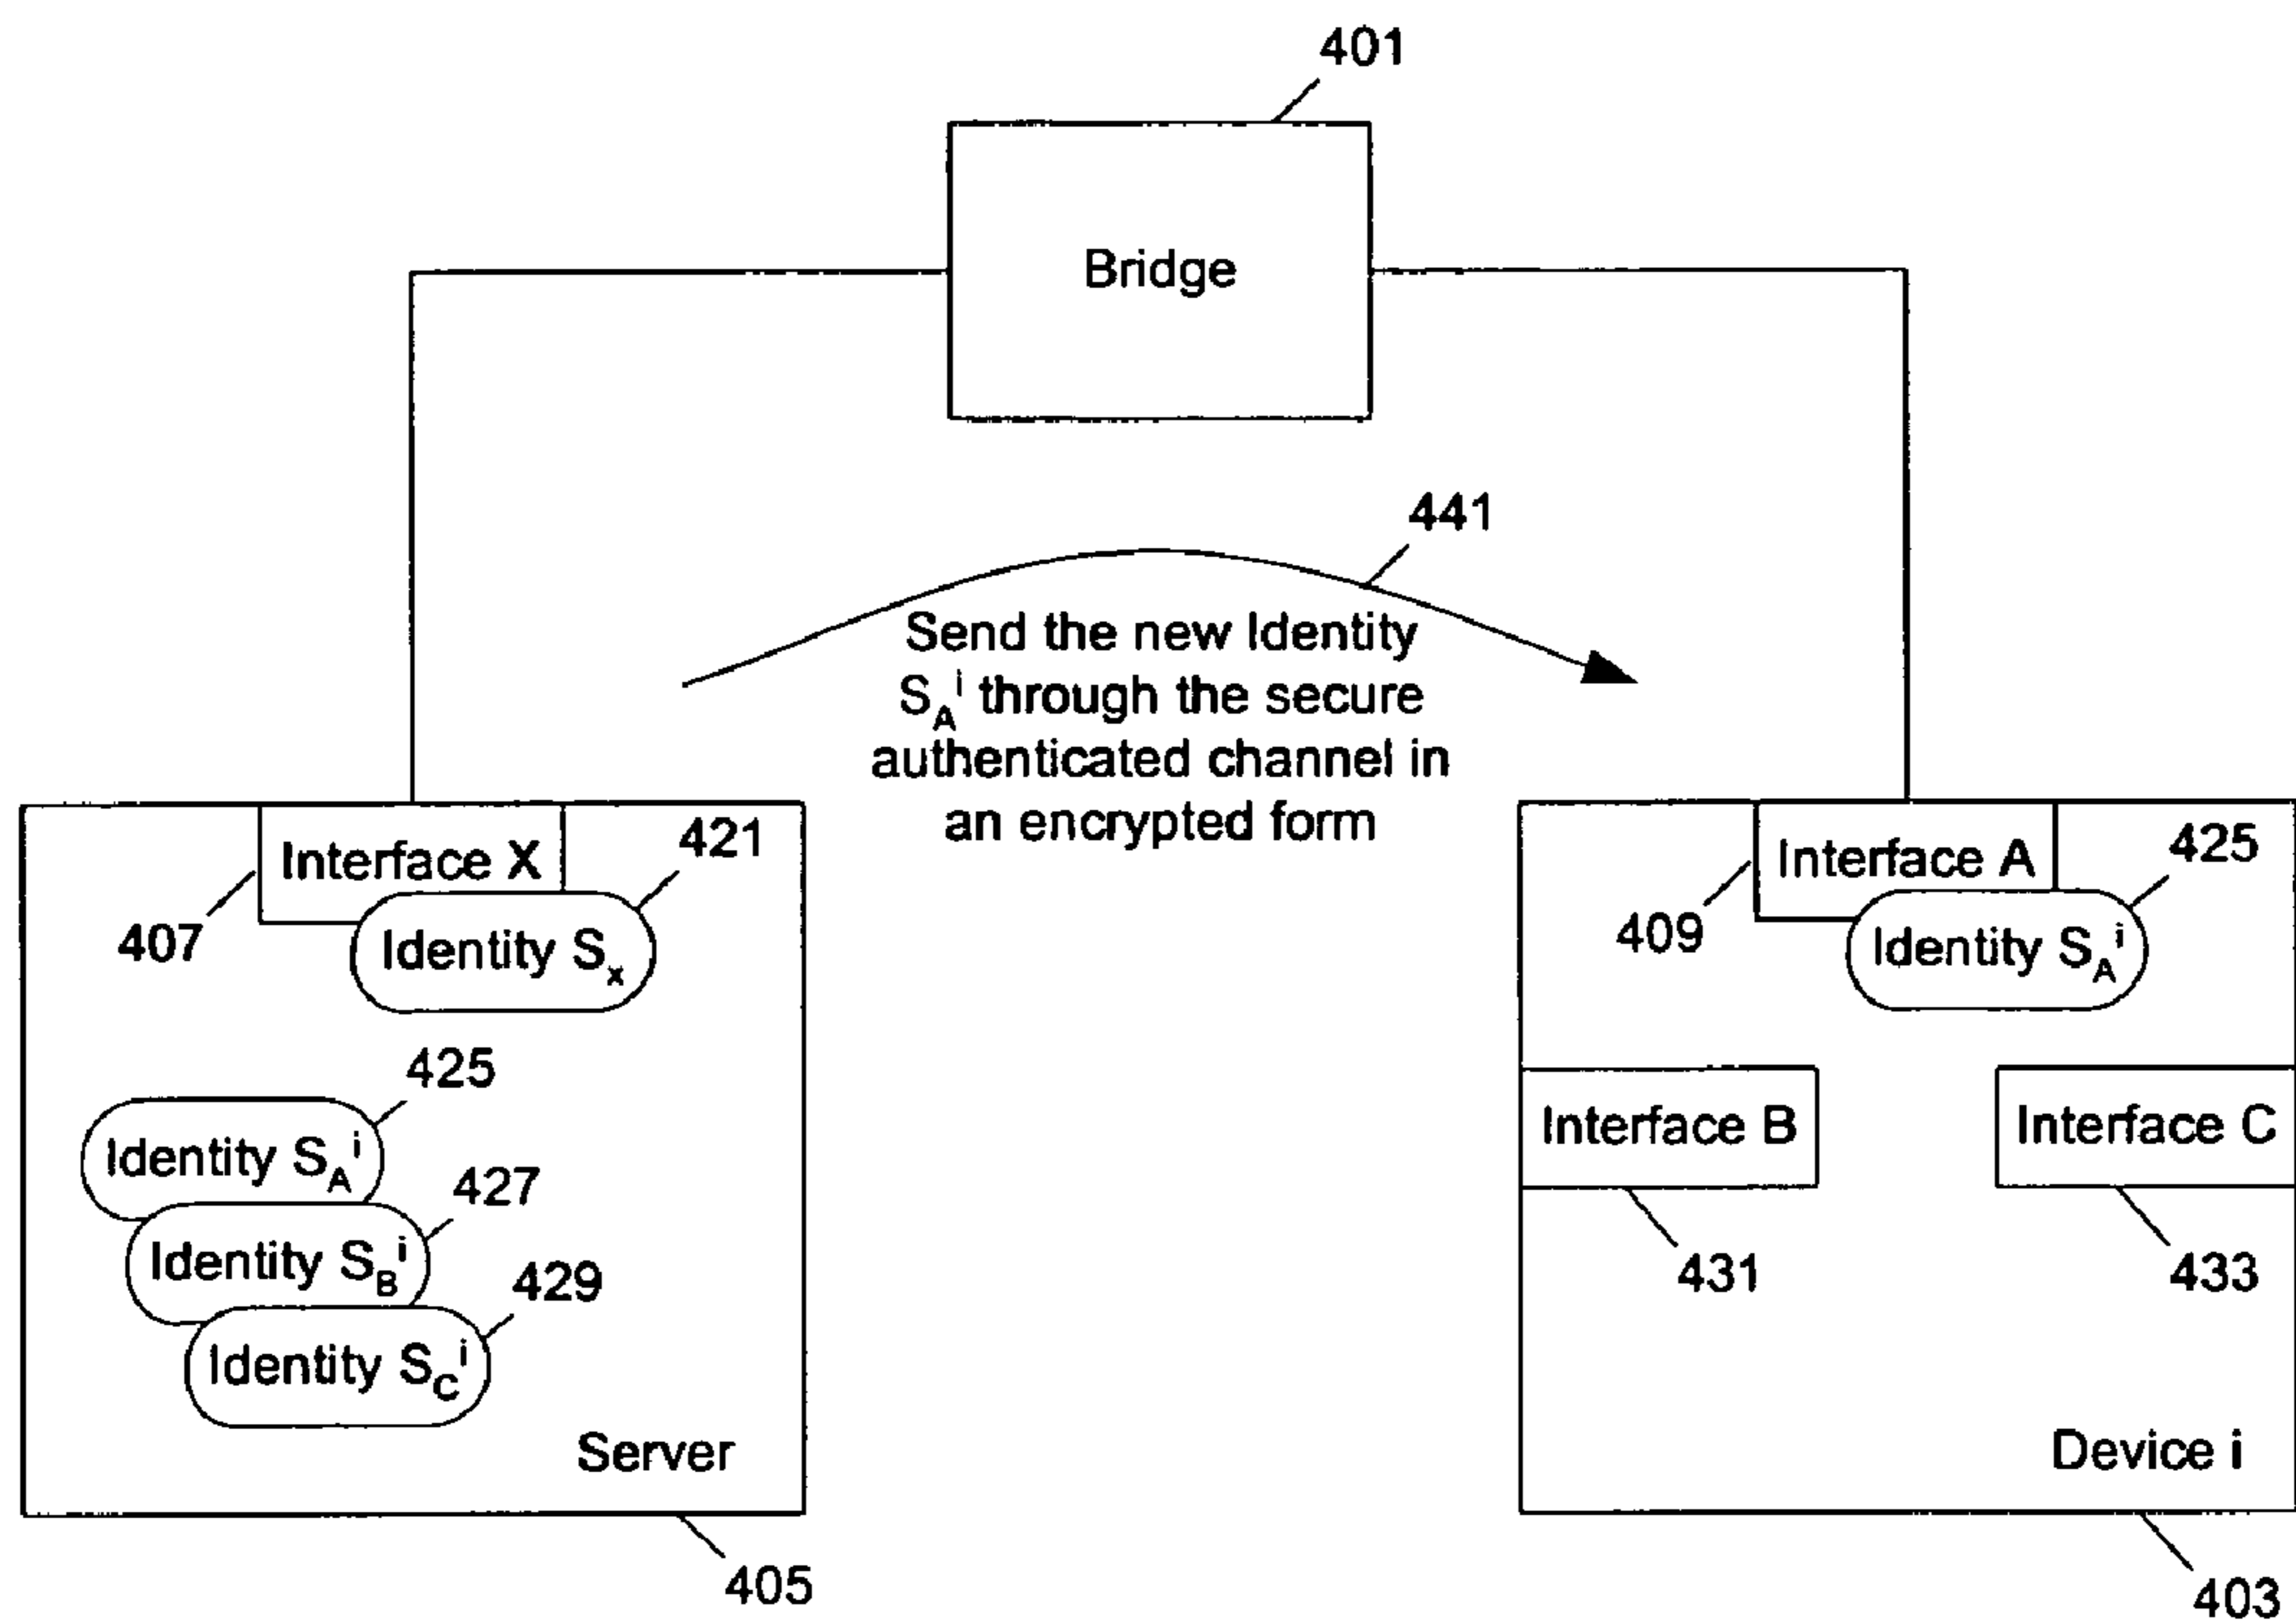 401
Bridge
441
Send the new Identity
S_A^i through the secure
authenticated channel in
an encrypted form
Interface X
421
407
Identity S_x
425
Identity S_A^i
427
Identity S_B^i
429
Identity S_C^i
Server
405
Interface A
425
409
Identity S_A^i
Interface B
Interface C
431
433
Device i
403